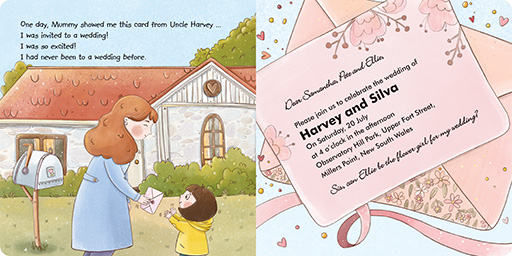 One day, Mummy showed me this card from Uncle Harvey ...
I was invited to a wedding!
I was so excited!
I had never been to a wedding before.
Dear Samantha, Pete and Ellie,
Please join us to celebrate the wedding of
Harvey and Silva
On Saturday, 20 July
at 4 o'clock in the afternoon
Observatory Hill Park, Upper Fort Street,
Millers Point, New South Wales
Sis, can Ellie be the flower girl for my wedding?